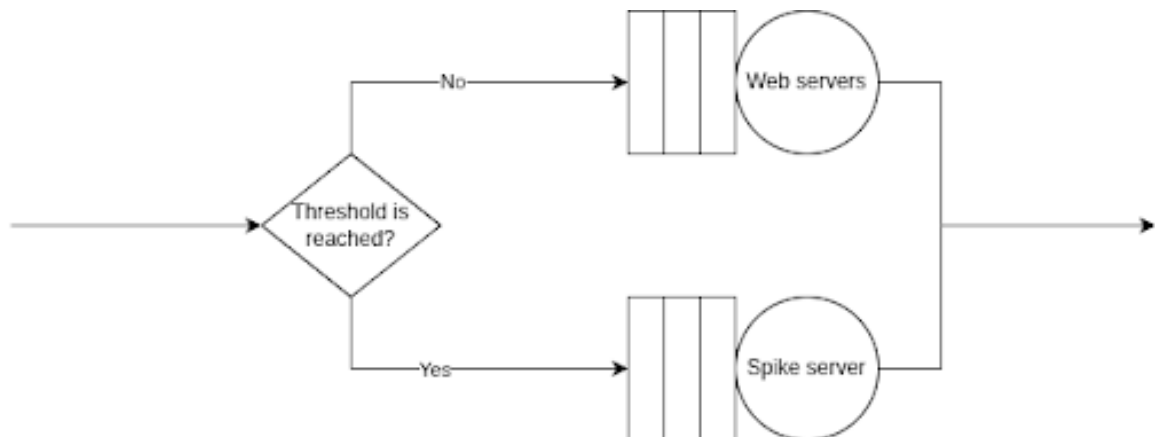 No
Web servers
Threshold is
reached?
Yes
Spike server